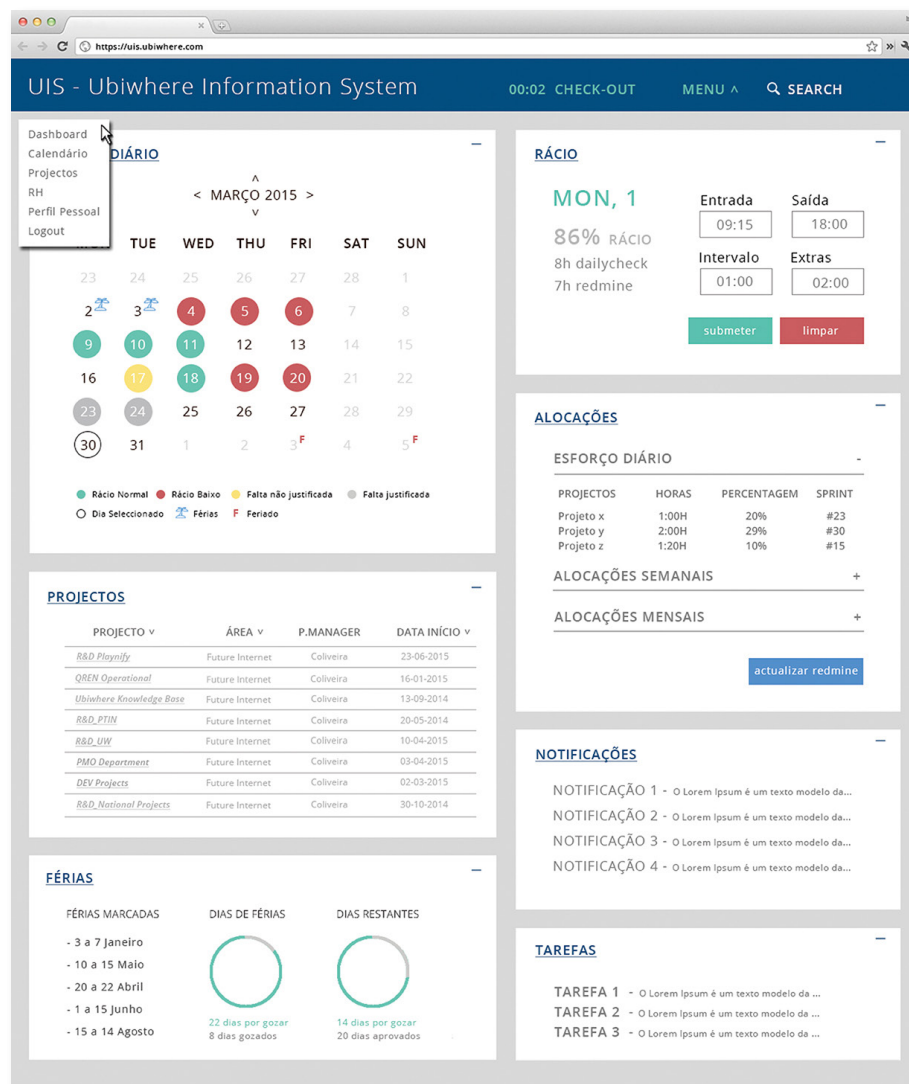 https://uis.ubiwhere.com
UIS - Ubiwhere Information System
00:02 CHECK-OUT
MENU ^
SEARCH
Dashboard
Calendário
Projectos
RH
Perfil Pessoal
Logout
DIÁRIO
< MARÇO 2015 >
TUE WED THU FRI SAT SUN
23 24 25 26 27 28 1
2 3 4 5 6 7 8
9 10 11 12 13 14 15
16 17 18 19 20 21 22
23 24 25 26 27 28 29
30 31 1 2 3 F 4 5 F
Rácio Normal Rácio Baixo Falta não justificada Falta justificada
Dia Seleccionado Férias F Feriado
PROJECTOS
PROJECTO ÁREA P.MANAGER DATA INÍCIO
R&D Playnify Future Internet Coliveira 23-06-2015
QREN Operational Future Internet Coliveira 16-01-2015
Ubiwhere Knowledge Base Future Internet Coliveira 13-09-2014
R&D_PTIN Future Internet Coliveira 20-05-2014
R&D_UW Future Internet Coliveira 10-04-2015
PMO Department Future Internet Coliveira 03-04-2015
DEV Projects Future Internet Coliveira 02-03-2015
R&D_National Projects Future Internet Coliveira 30-10-2014
FÉRIAS
FÉRIAS MARCADAS
- 3 a 7 Janeiro
- 10 a 15 Maio
- 20 a 22 Abril
- 1 a 15 Junho
- 15 a 14 Agosto
DIAS DE FÉRIAS
22 dias por gozar
8 dias gozados
DIAS RESTANTES
14 dias por gozar
20 dias aprovados
RÁCIO
MON, 1
86% RÁCIO
8h dailycheck
7h redmine
Entrada Saída
09:15 18:00
Intervalo Extras
01:00 02:00
submeter limpar
ALOCAÇÕES
ESFORÇO DIÁRIO -
PROJECTOS HORAS PERCENTAGEM SPRINT
Projeto x 1:00H 20% #23
Projeto y 2:00H 29% #30
Projeto z 1:20H 10% #15
ALOCAÇÕES SEMANAIS +
ALOCAÇÕES MENSAIS +
actualizar redmine
NOTIFICAÇÕES
NOTIFICAÇÃO 1 - O Lorem Ipsum é um texto modelo da...
NOTIFICAÇÃO 2 - O Lorem Ipsum é um texto modelo da...
NOTIFICAÇÃO 3 - O Lorem Ipsum é um texto modelo da...
NOTIFICAÇÃO 4 - O Lorem Ipsum é um texto modelo da...
TAREFAS
TAREFA 1 - O Lorem Ipsum é um texto modelo da ...
TAREFA 2 - O Lorem Ipsum é um texto modelo da ...
TAREFA 3 - O Lorem Ipsum é um texto modelo da ...